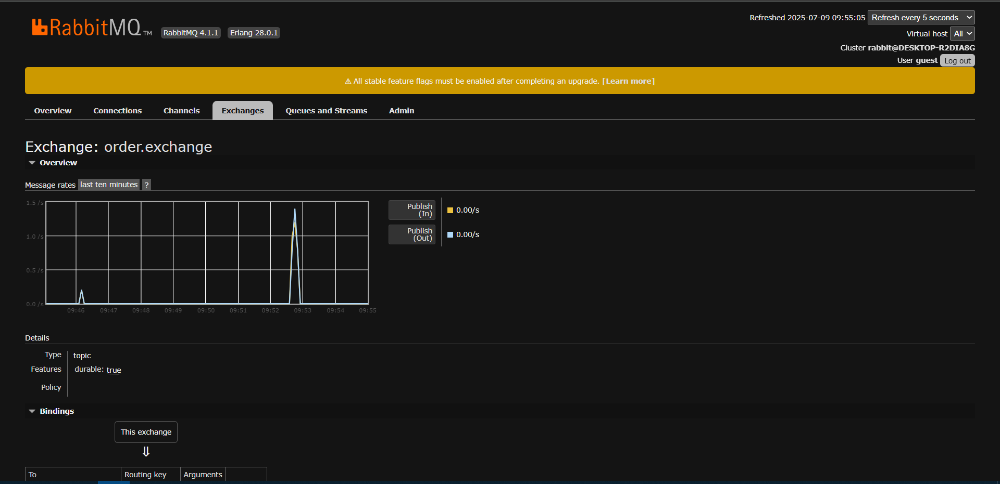 RabbitMQ TM RabbitMQ 4.1.1 Erlang 28.0.1
Refreshed 2025-07-09 09:55:05 Refresh every 5 seconds
Virtual host All
Cluster rabbit@DESKTOP-R2DIA8G
User guest Log out
⚠ All stable feature flags must be enabled after completing an upgrade. [Learn more]
Overview Connections Channels Exchanges Queues and Streams Admin
Exchange: order.exchange
Overview
Message rates last ten minutes ?
1.5 /s
1.0 /s
0.5 /s
0.0 /s
09:46 09:47 09:48 09:49 09:50 09:51 09:52 09:53 09:54 09:55
Publish
(In)
0.00/s
Publish
(Out)
0.00/s
Details
Type topic
Features durable: true
Policy
Bindings
This exchange
⇓
To Routing key Arguments